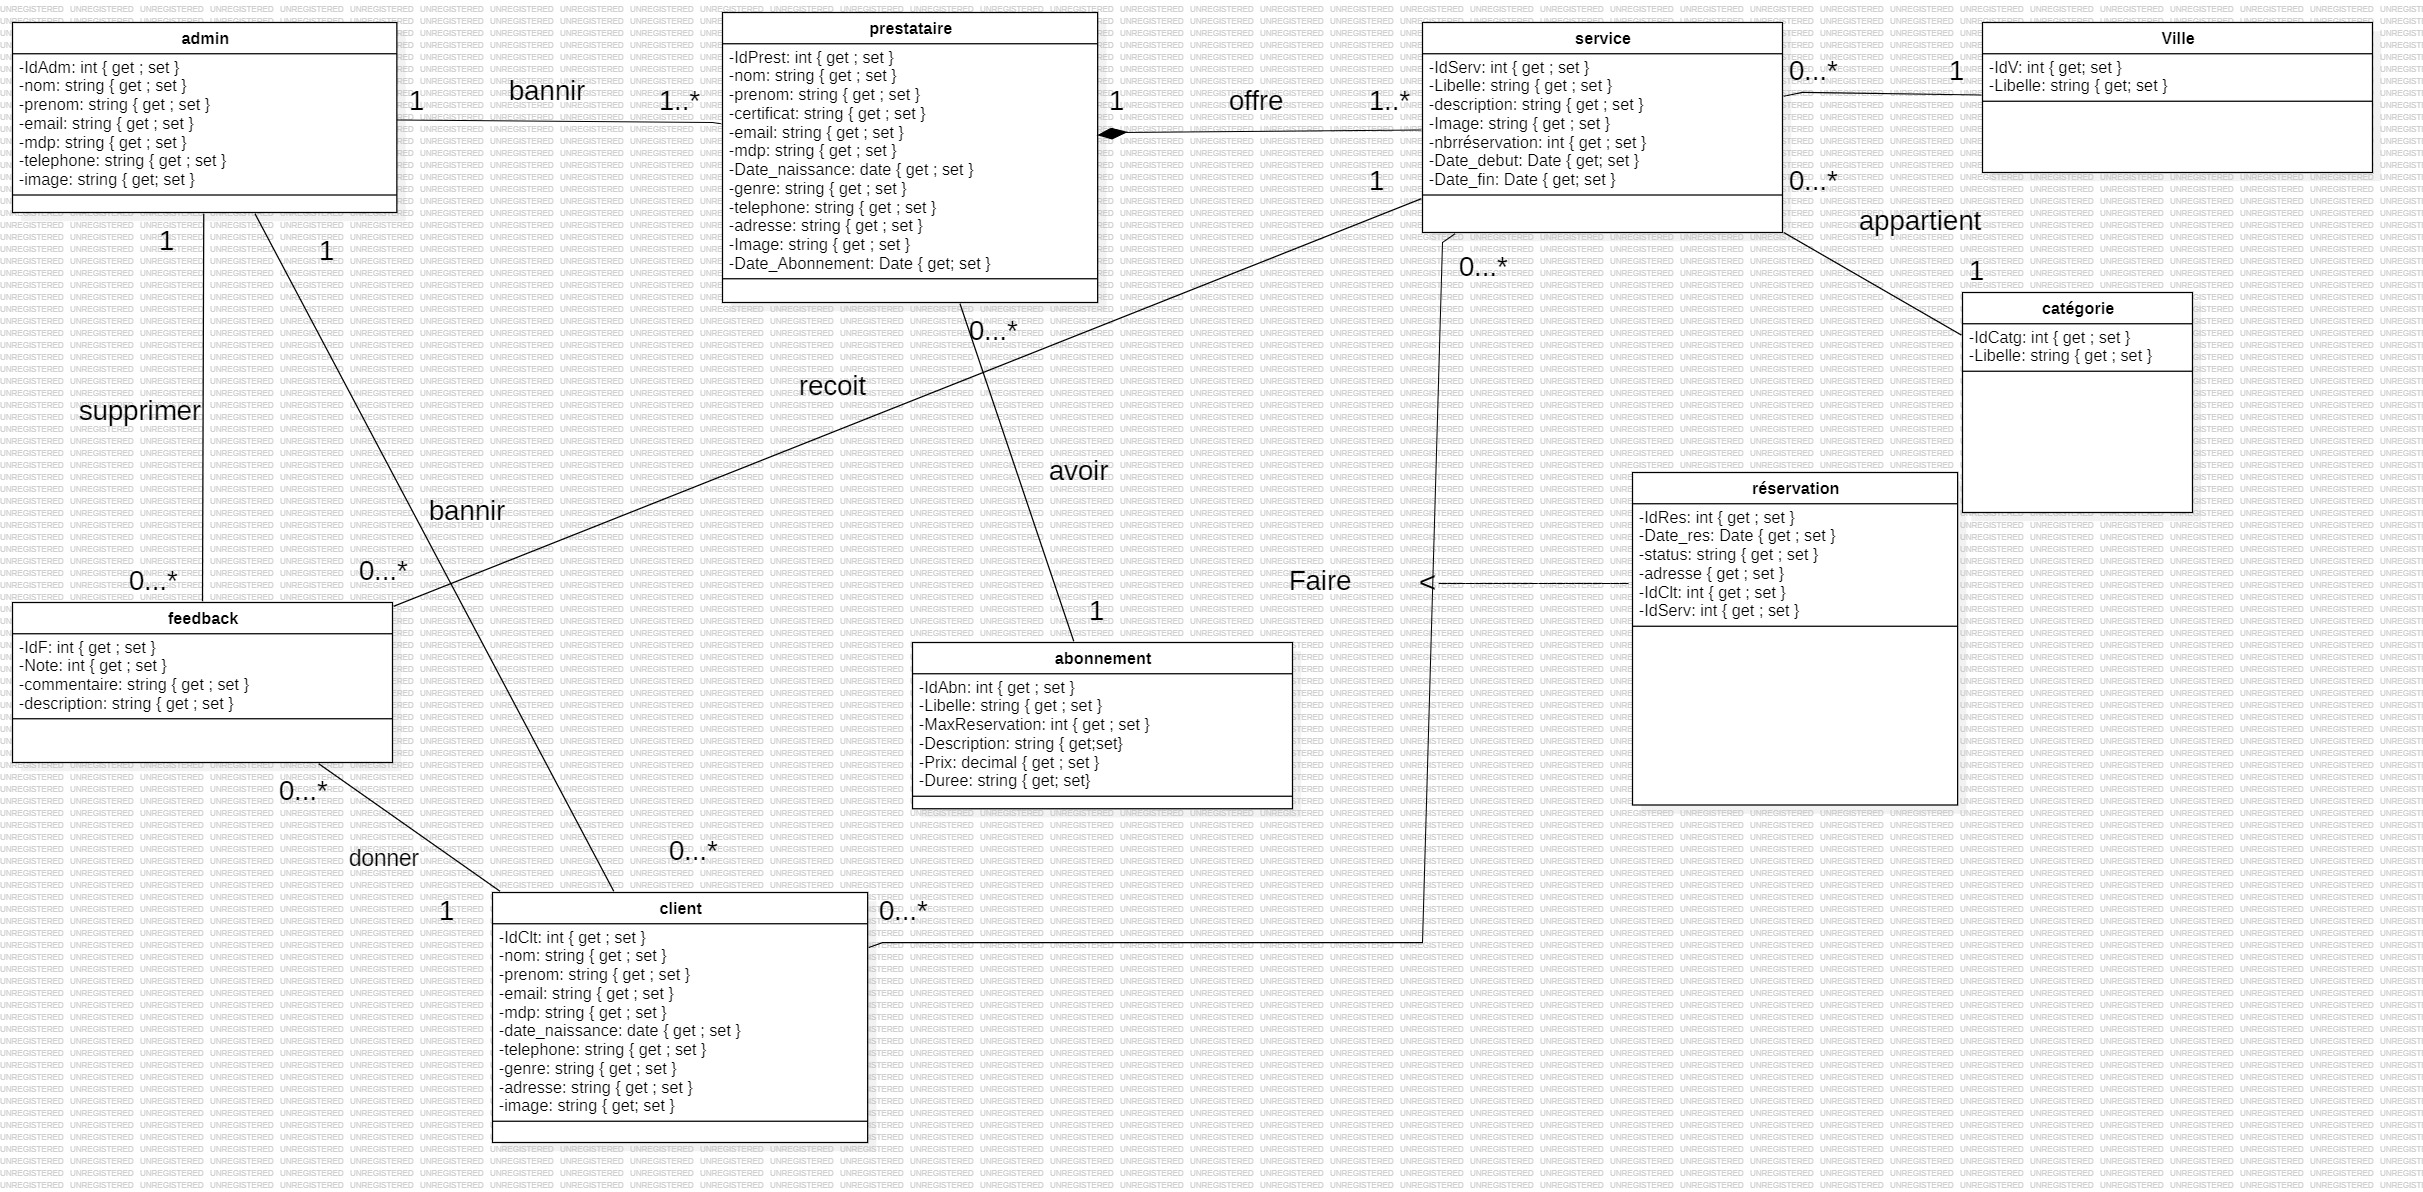 admin
-IdAdm: int { get ; set }
-nom: string { get ; set }
-prenom: string { get ; set }
-email: string { get ; set }
-mdp: string { get ; set }
-telephone: string { get ; set }
-image: string { get; set }
1
bannir
1..*
prestataire
-IdPrest: int { get ; set }
-nom: string { get ; set }
-prenom: string { get ; set }
-certificat: string { get ; set }
-email: string { get ; set }
-mdp: string { get ; set }
-Date_naissance: date { get ; set }
-genre: string { get ; set }
-telephone: string { get ; set }
-adresse: string { get ; set }
-Image: string { get ; set }
-Date_Abonnement: Date { get; set }
1
offre
1..*
1
service
-IdServ: int { get ; set }
-Libelle: string { get ; set }
-description: string { get ; set }
-Image: string { get ; set }
-nbrréservation: int { get ; set }
-Date_debut: Date { get; set }
-Date_fin: Date { get; set }
0...*
1
Ville
-IdV: int { get; set }
-Libelle: string { get; set }
0...*
appartient
1
catégorie
-IdCatg: int { get ; set }
-Libelle: string { get ; set }
1
1
0...*
0...*
recoit
supprimer
avoir
bannir
0...*
0...*
1
Faire
<
réservation
-IdRes: int { get ; set }
-Date_res: Date { get ; set }
-status: string { get ; set }
-adresse { get ; set }
-IdClt: int { get ; set }
-IdServ: int { get ; set }
feedback
-IdF: int { get ; set }
-Note: int { get ; set }
-commentaire: string { get ; set }
-description: string { get ; set }
abonnement
-IdAbn: int { get ; set }
-Libelle: string { get ; set }
-MaxReservation: int { get ; set }
-Description: string { get;set}
-Prix: decimal { get ; set }
-Duree: string { get; set}
0...*
donner
0...*
1
0...*
client
-IdClt: int { get ; set }
-nom: string { get ; set }
-prenom: string { get ; set }
-email: string { get ; set }
-mdp: string { get ; set }
-date_naissance: date { get ; set }
-telephone: string { get ; set }
-genre: string { get ; set }
-adresse: string { get ; set }
-image: string { get; set }
UNREGISTERED